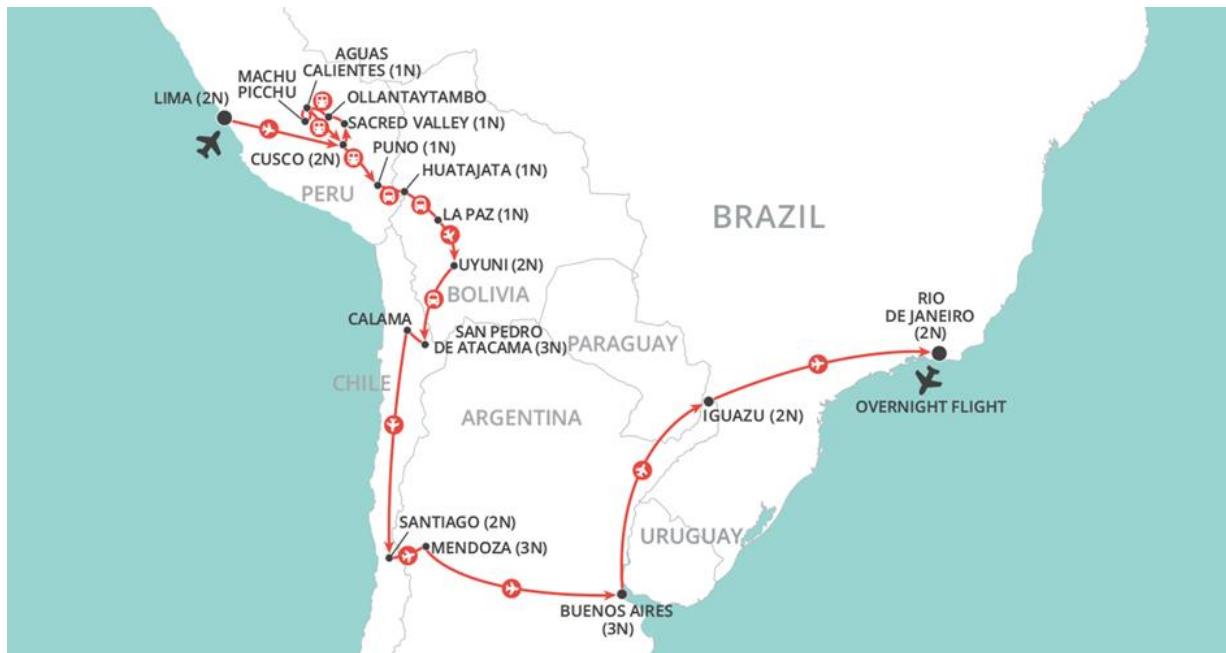 AGUAS
CALIENTES (1N)
MACHU
PICCHU
LIMA (2N)
OLLANTAYTAMBO
SACRED VALLEY (1N)
CUSCO (2N)
PUNO (1N)
HUATAJATA (1N)
PERU
LA PAZ (1N)
BRAZIL
UYUNI (2N)
BOLIVIA
CALAMA
SAN PEDRO
DE ATACAMA (3N)
PARAGUAY
RIO
DE JANEIRO
(2N)
CHILE
ARGENTINA
IGUAZU (2N)
OVERNIGHT FLIGHT
SANTIAGO (2N)
MENDOZA (3N)
URUGUAY
BUENOS AIRES
(3N)